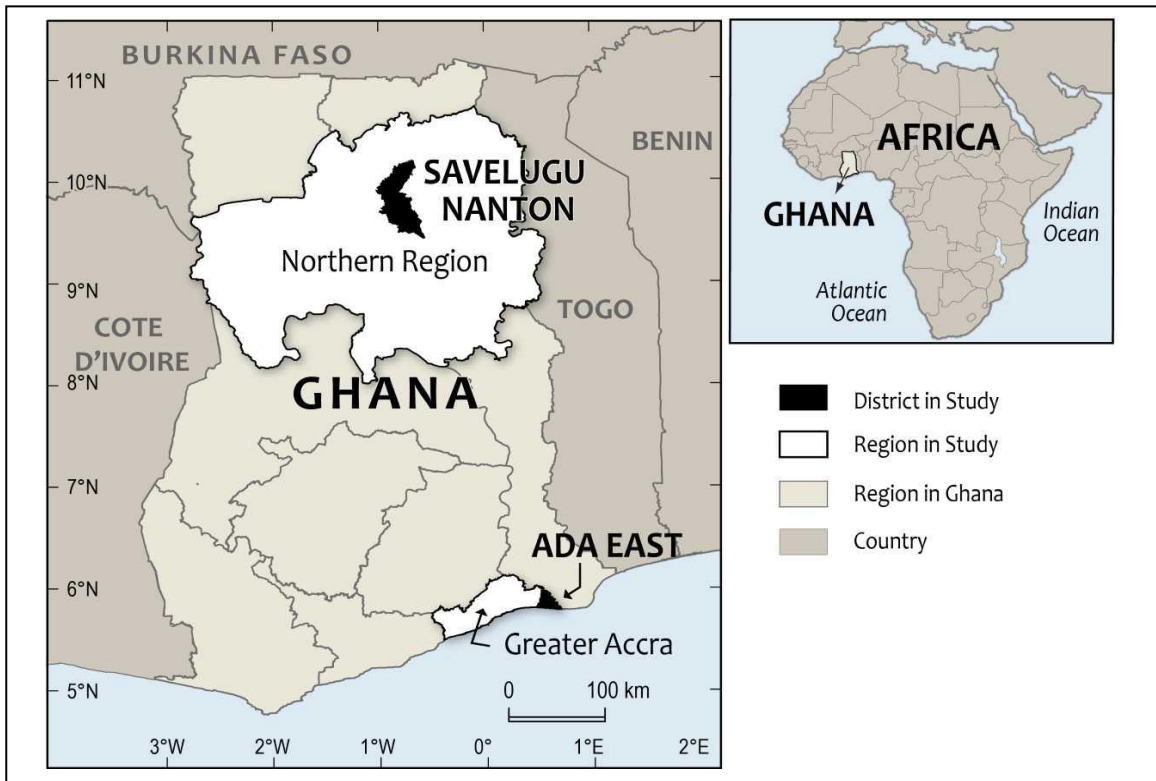 BURKINA FASO
11°N
BENIN
10°N
SAVELUGU
NANTON
Northern Region
9°N
TOGO
COTE
D'IVOIRE
8°N
GHANA
7°N
ADA EAST
6°N
Greater Accra
5°N
0 100 km
3°W 2°W 1°W 0° 1°E 2°E
AFRICA
GHANA
Indian
Ocean
Atlantic
Ocean
District in Study
Region in Study
Region in Ghana
Country